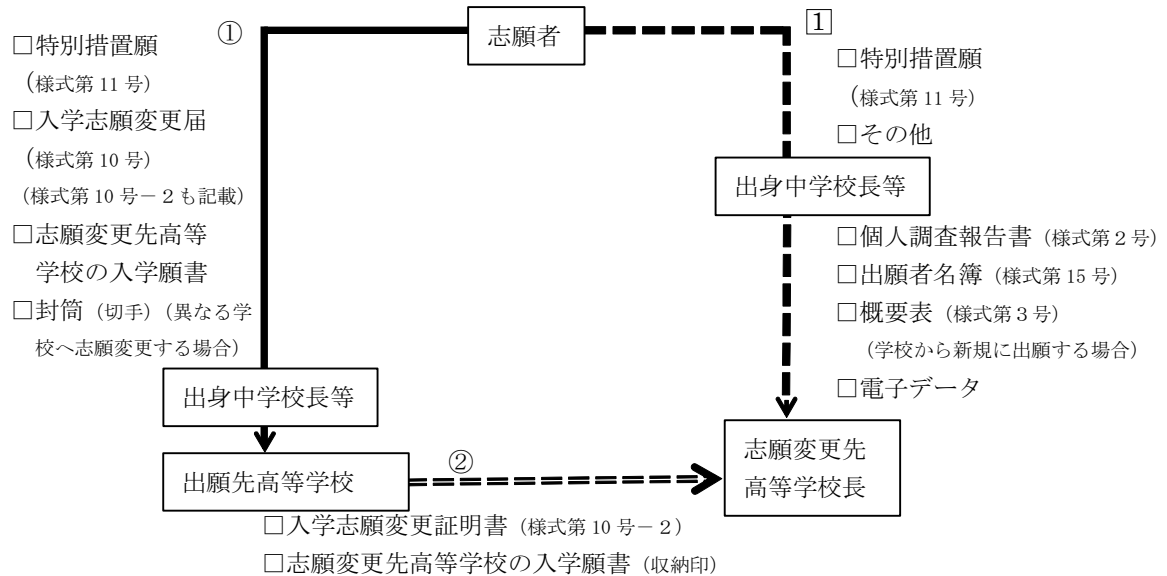 志願者
①
□特別措置願
（様式第 11 号）
□入学志願変更届
（様式第 10 号）
（様式第 10 号－２も記載）
□志願変更先高等
学校の入学願書
□封筒（切手）（異なる学
校へ志願変更する場合）
出身中学校長等
出願先高等学校
②
□入学志願変更証明書（様式第 10 号－２）
□志願変更先高等学校の入学願書（収納印）
1
□特別措置願
（様式第 11 号）
□その他
出身中学校長等
□個人調査報告書（様式第２号）
□出願者名簿（様式第 15 号）
□概要表（様式第３号）
（学校から新規に出願する場合）
□電子データ
志願変更先
高等学校長